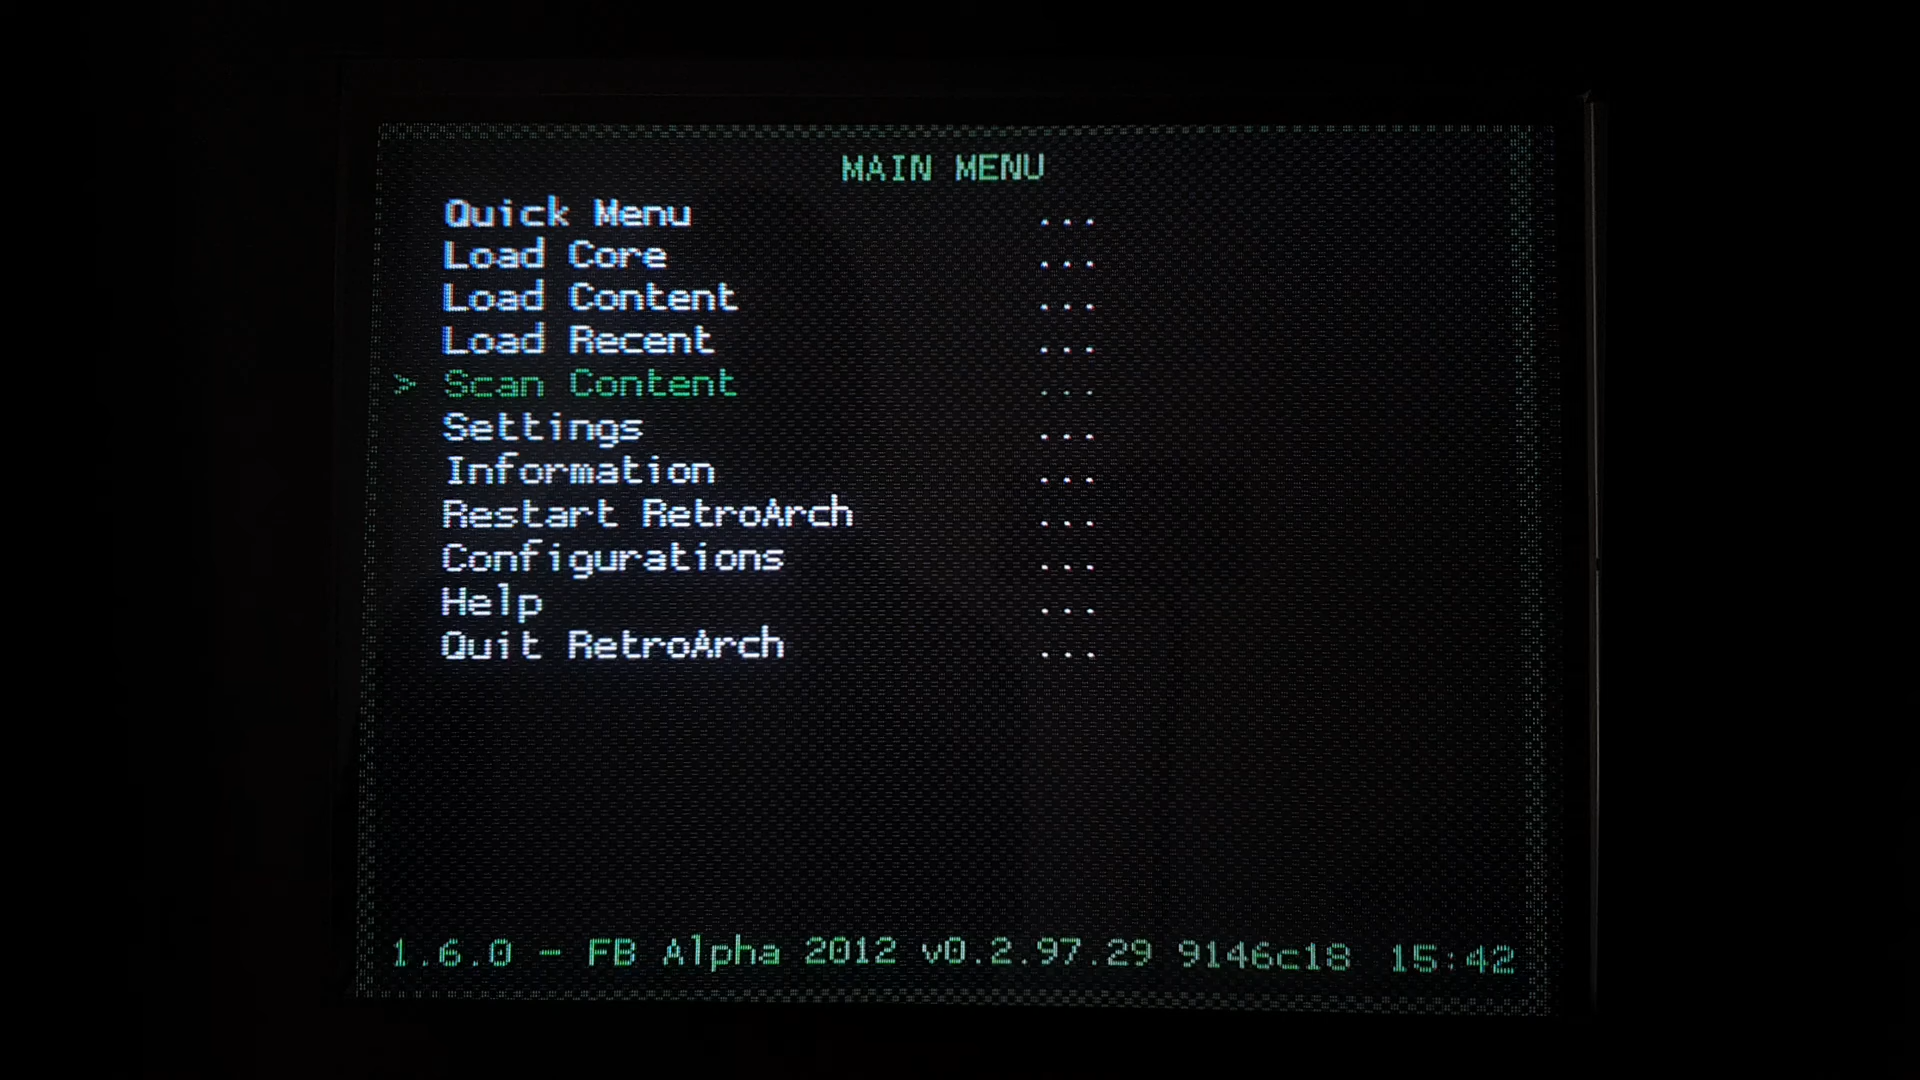 MAIN MENU
Quick Menu ...
Load Core ...
Load Content ...
Load Recent ...
> Scan Content ...
Settings ...
Information ...
Restart RetroArch ...
Configurations ...
Help ...
Quit RetroArch ...
1.6.0 - FB Alpha 2012 v0.2.97.29 9146c18 15:42